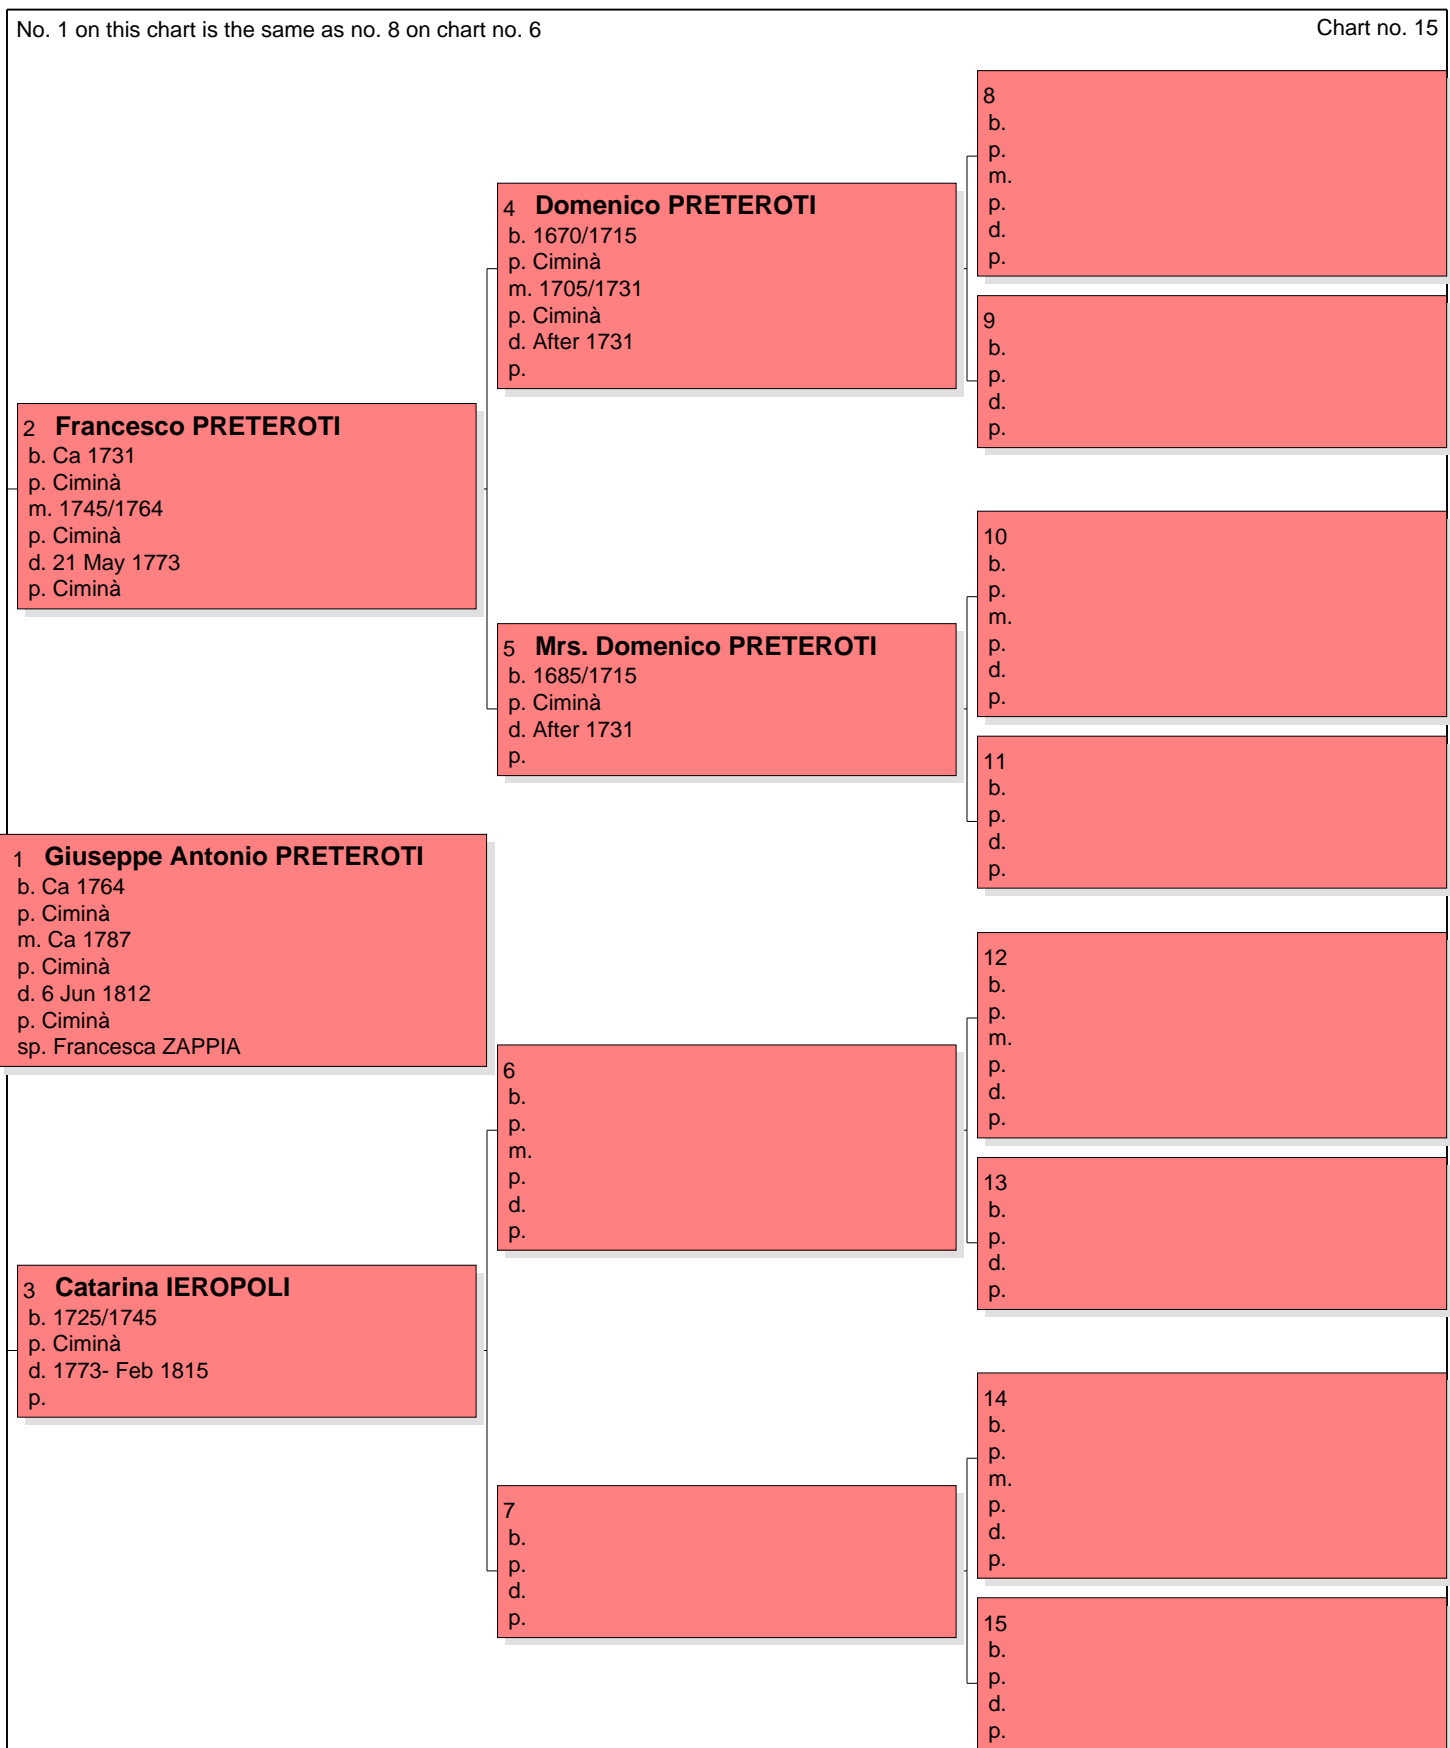 No. 1 on this chart is the same as no. 8 on chart no. 6
Chart no. 15
8
b.
p.
m.
p.
d.
p.
4 Domenico PRETEROTI
b. 1670/1715
p. Ciminà
m. 1705/1731
p. Ciminà
d. After 1731
p.
9
b.
p.
d.
p.
2 Francesco PRETEROTI
b. Ca 1731
p. Ciminà
m. 1745/1764
p. Ciminà
d. 21 May 1773
p. Ciminà
10
b.
p.
m.
p.
d.
p.
5 Mrs. Domenico PRETEROTI
b. 1685/1715
p. Ciminà
d. After 1731
p.
11
b.
p.
d.
p.
1 Giuseppe Antonio PRETEROTI
b. Ca 1764
p. Ciminà
m. Ca 1787
p. Ciminà
d. 6 Jun 1812
p. Ciminà
sp. Francesca ZAPPIA
12
b.
p.
m.
p.
d.
p.
6
b.
p.
m.
p.
d.
p.
13
b.
p.
d.
p.
3 Catarina IEROPOLI
b. 1725/1745
p. Ciminà
d. 1773- Feb 1815
p.
14
b.
p.
m.
p.
d.
p.
7
b.
p.
d.
p.
15
b.
p.
d.
p.